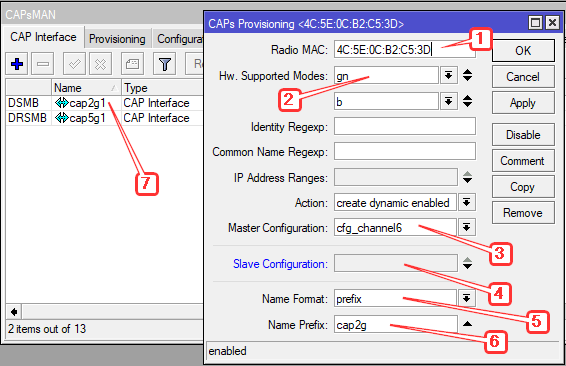 CAPsMAN
CAP Interface
Provisioning
Configurat
Re
Name
Type
DSMB
cap2g1
CAP Interface
DRSMB
cap5g1
CAP Interface
7
2 items out of 13
CAPs Provisioning <4C:5E:0C:B2:C5:3D>
Radio MAC:
4C:5E:0C:B2:C5:3D
1
OK
Hw. Supported Modes:
gn
Cancel
2
b
Apply
Identity Regexp:
Disable
Common Name Regexp:
Comment
IP Address Ranges:
Copy
Action:
create dynamic enabled
Remove
Master Configuration:
cfg_channel6
3
Slave Configuration:
4
Name Format:
prefix
5
Name Prefix:
cap2g
6
enabled